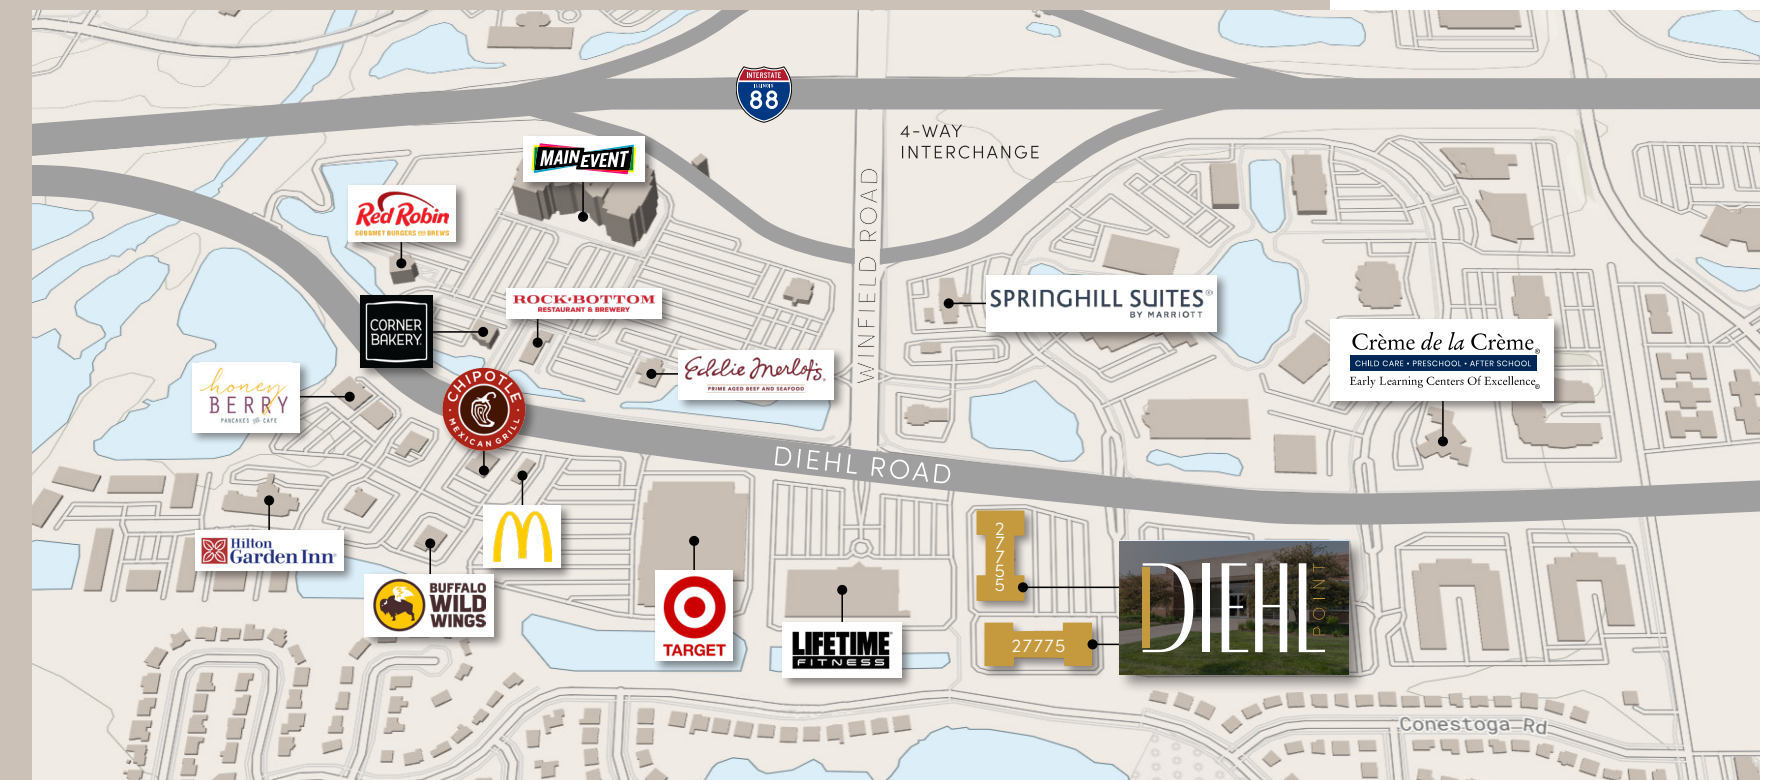 INTERSTATE
ILLINOIS
88
4-WAY
INTERCHANGE
MAIN EVENT
Red Robin
GOURMET BURGERS AND BREWS
WINFIELD ROAD
ROCK•BOTTOM
RESTAURANT & BREWERY
SPRINGHILL SUITES®
BY MARRIOTT
CORNER
BAKERY
Crème de la Crème®
CHILD CARE • PRESCHOOL • AFTER SCHOOL
Early Learning Centers Of Excellence®
Eddie Merlot's
PRIME AGED BEEF AND SEAFOOD
honey
BERRY
PANCAKES and CAFE
CHIPOTLE
MEXICAN GRILL
DIEHL ROAD
Hilton
Garden Inn
BUFFALO
WILD
WINGS
TARGET
LIFETIME
FITNESS
27755
27775
DIEHL
POINT
Conestoga Rd